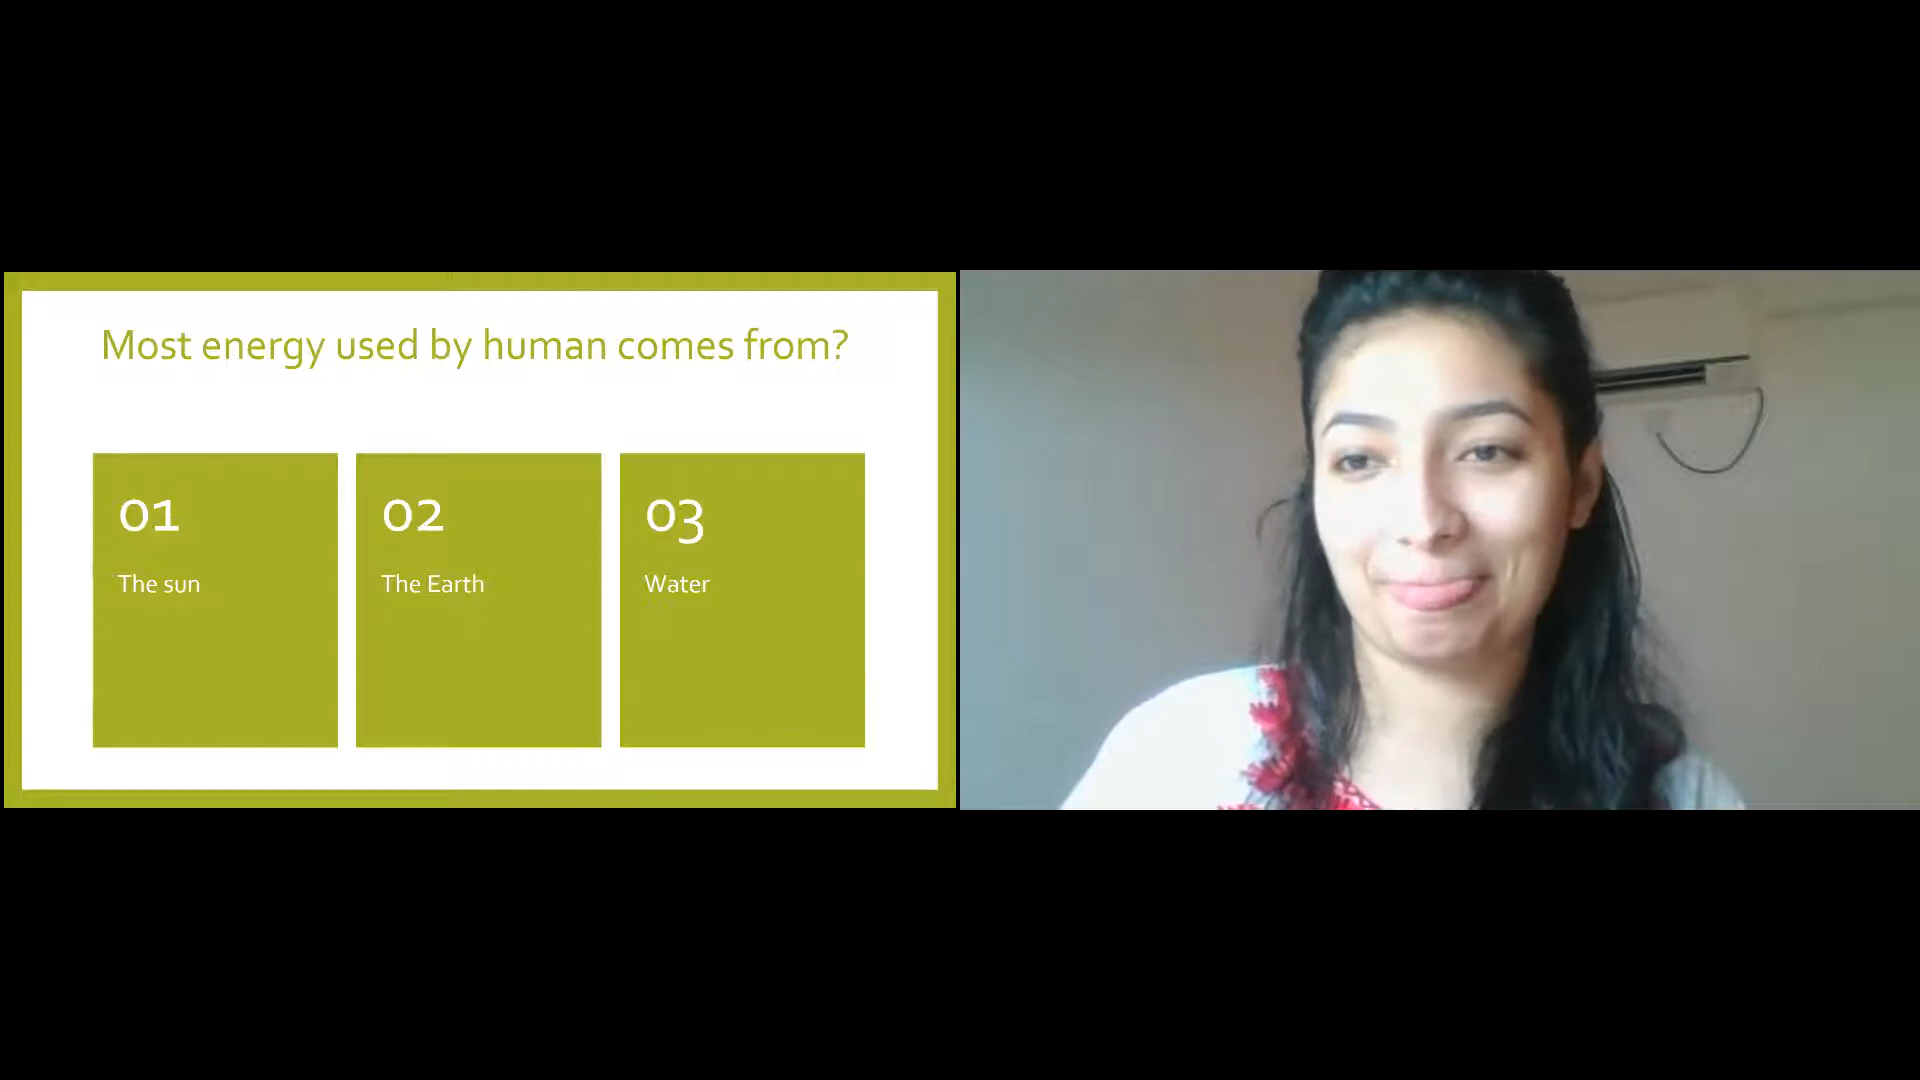 Most energy used by human comes from?
01
The sun
02
The Earth
03
Water